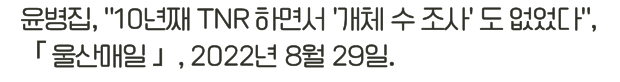 윤병집, "10년째 TNR 하면서 '개체 수 조사' 도 없었다",
「울산매일」, 2022년 8월 29일.